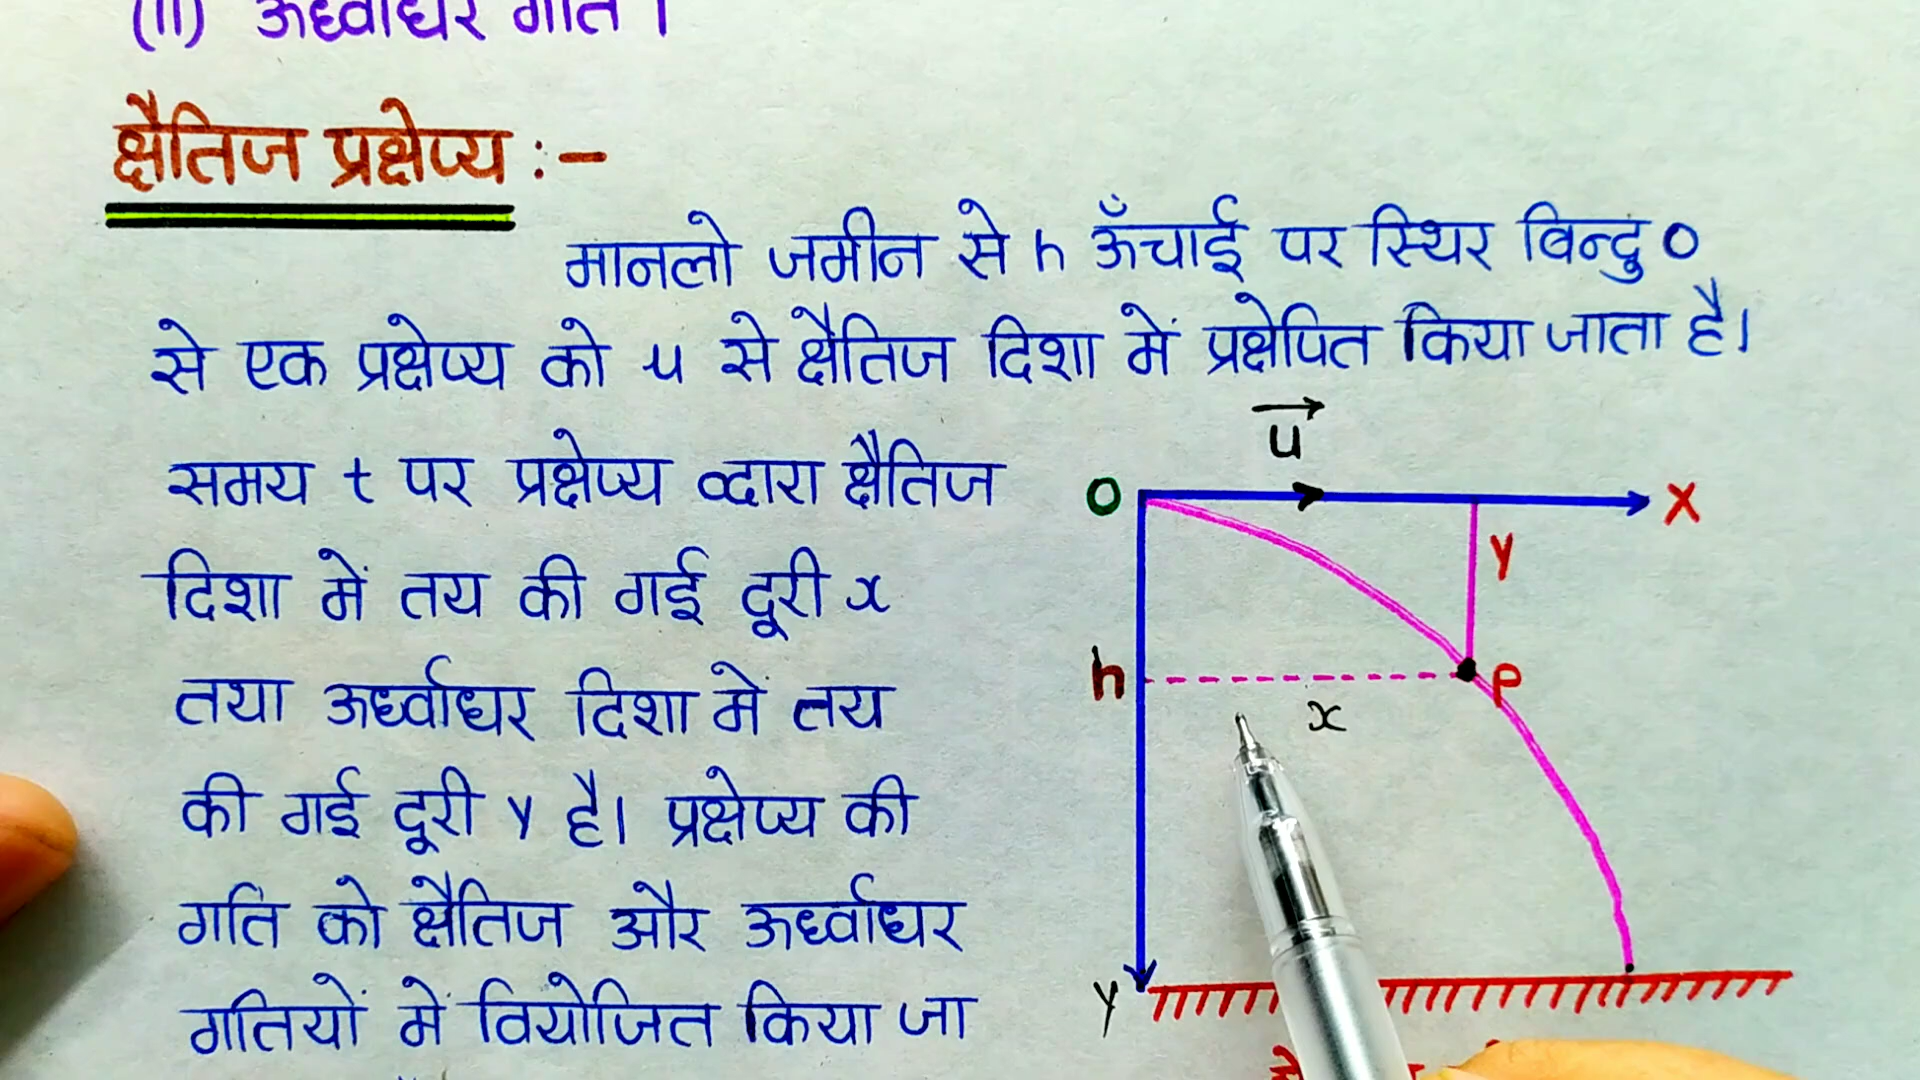 (ii) ऊर्ध्वाधर गति ।
क्षैतिज प्रक्षेप्य :-
मानलो जमीन से h ऊँचाई पर स्थिर बिन्दु O
से एक प्रक्षेप्य को u से क्षैतिज दिशा में प्रक्षेपित किया जाता है।
समय t पर प्रक्षेप्य द्वारा क्षैतिज
दिशा में तय की गई दूरी x
तथा ऊर्ध्वाधर दिशा में तय
की गई दूरी y है। प्रक्षेप्य की
गति को क्षैतिज और ऊर्ध्वाधर
गतियों में वियोजित किया जा
u
O
X
y
h
P
x
Y